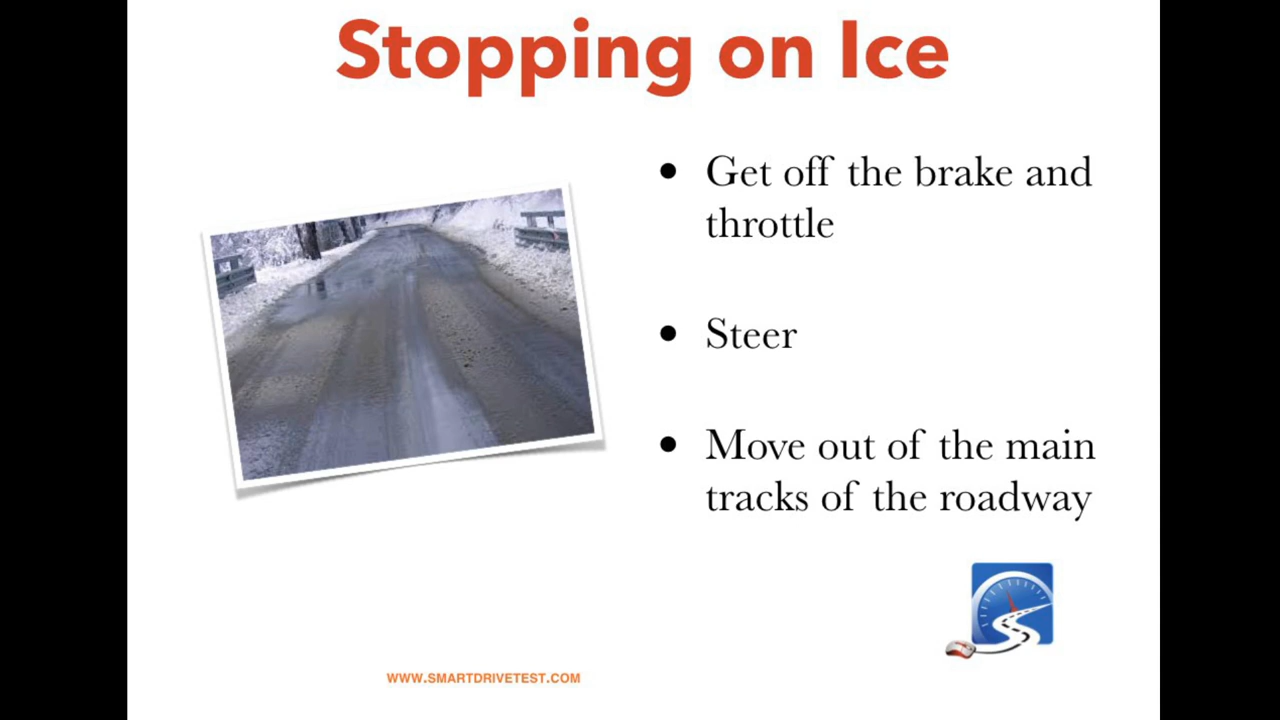 Stopping on Ice
• Get off the brake and
throttle
• Steer
• Move out of the main
tracks of the roadway
WWW.SMARTDRIVETEST.COM